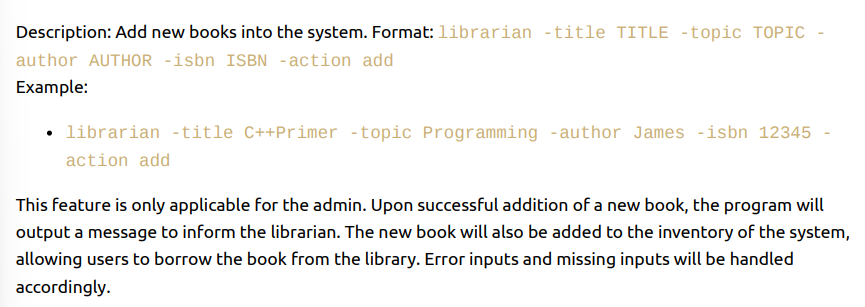 Description: Add new books into the system. Format: librarian -title TITLE -topic TOPIC -
author AUTHOR -isbn ISBN -action add
Example:
• librarian -title C++Primer -topic Programming -author James -isbn 12345 -
action add
This feature is only applicable for the admin. Upon successful addition of a new book, the program will
output a message to inform the librarian. The new book will also be added to the inventory of the system,
allowing users to borrow the book from the library. Error inputs and missing inputs will be handled
accordingly.